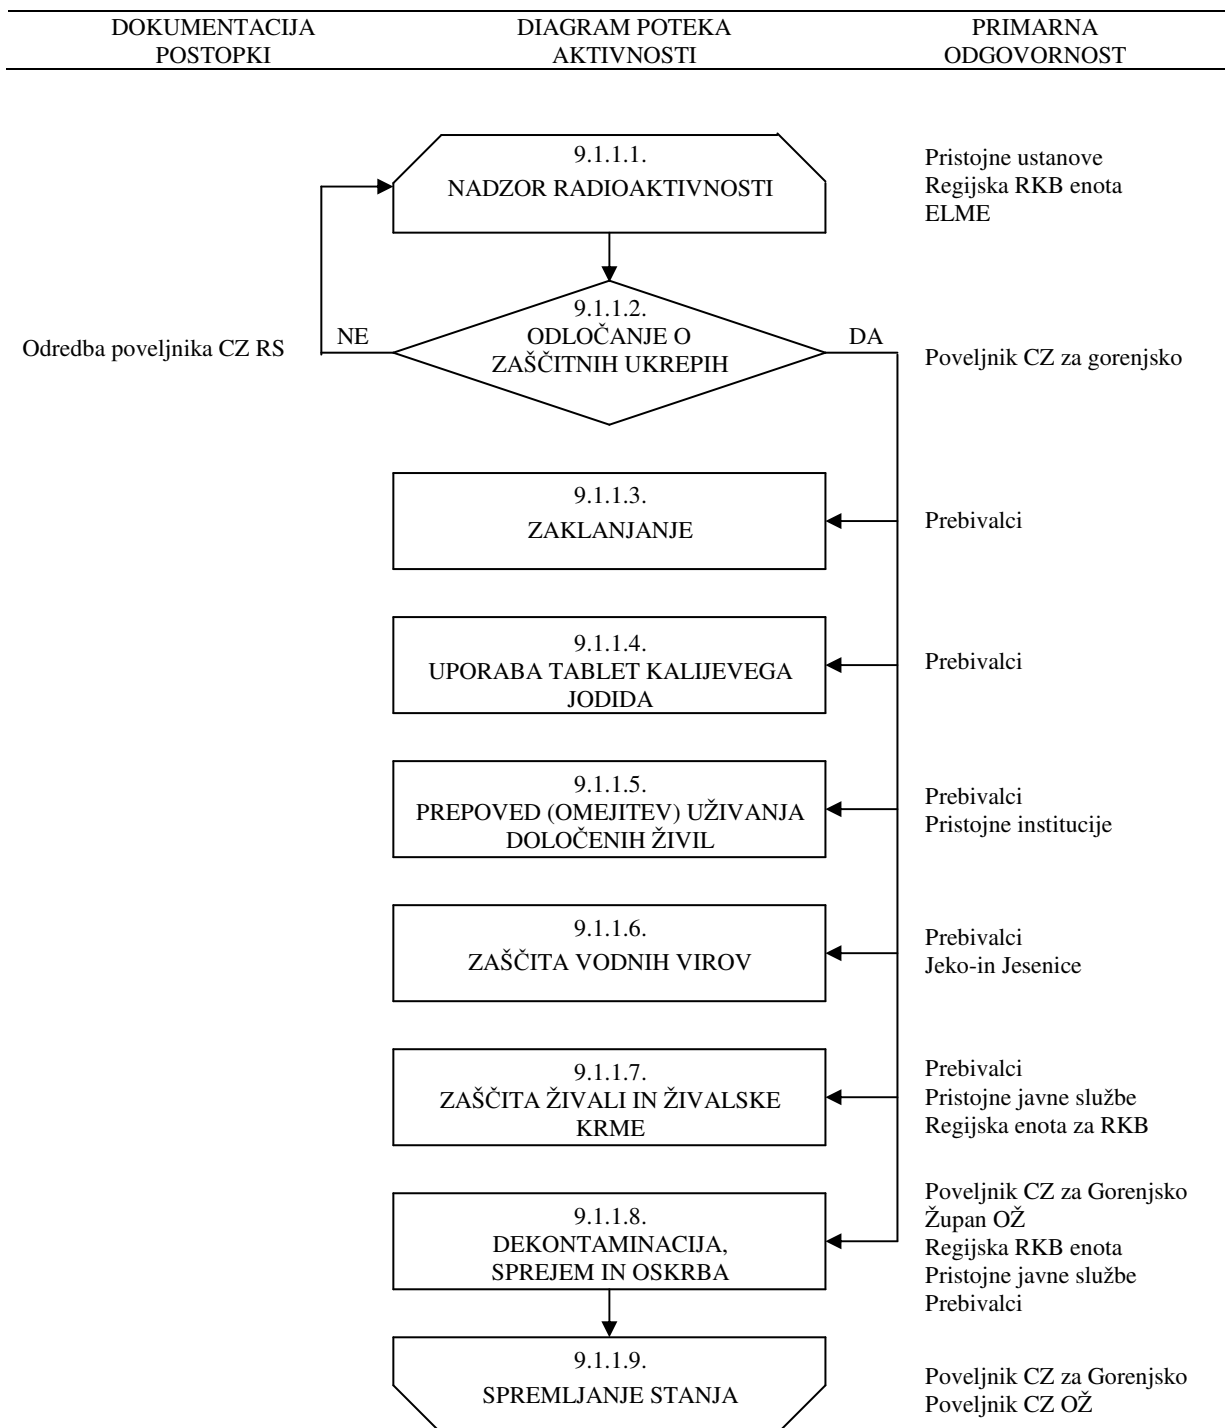 DOKUMENTACIJA
POSTOPKI
DIAGRAM POTEKA
AKTIVNOSTI
PRIMARNA
ODGOVORNOST
9.1.1.1.
NADZOR RADIOAKTIVNOSTI
Pristojne ustanove
Regijska RKB enota
ELME
Odredba poveljnika CZ RS
NE
9.1.1.2.
ODLOČANJE O
ZAŠČITNIH UKREPIH
DA
Poveljnik CZ za gorenjsko
9.1.1.3.
ZAKLANJANJE
Prebivalci
9.1.1.4.
UPORABA TABLET KALIJEVEGA
JODIDA
Prebivalci
9.1.1.5.
PREPOVED (OMEJITEV) UŽIVANJA
DOLOČENIH ŽIVIL
Prebivalci
Pristojne institucije
9.1.1.6.
ZAŠČITA VODNIH VIROV
Prebivalci
Jeko-in Jesenice
9.1.1.7.
ZAŠČITA ŽIVALI IN ŽIVALSKE
KRME
Prebivalci
Pristojne javne službe
Regijska enota za RKB
9.1.1.8.
DEKONTAMINACIJA,
SPREJEM IN OSKRBA
Poveljnik CZ za Gorenjsko
Župan OŽ
Regijska RKB enota
Pristojne javne službe
Prebivalci
9.1.1.9.
SPREMLJANJE STANJA
Poveljnik CZ za Gorenjsko
Poveljnik CZ OŽ